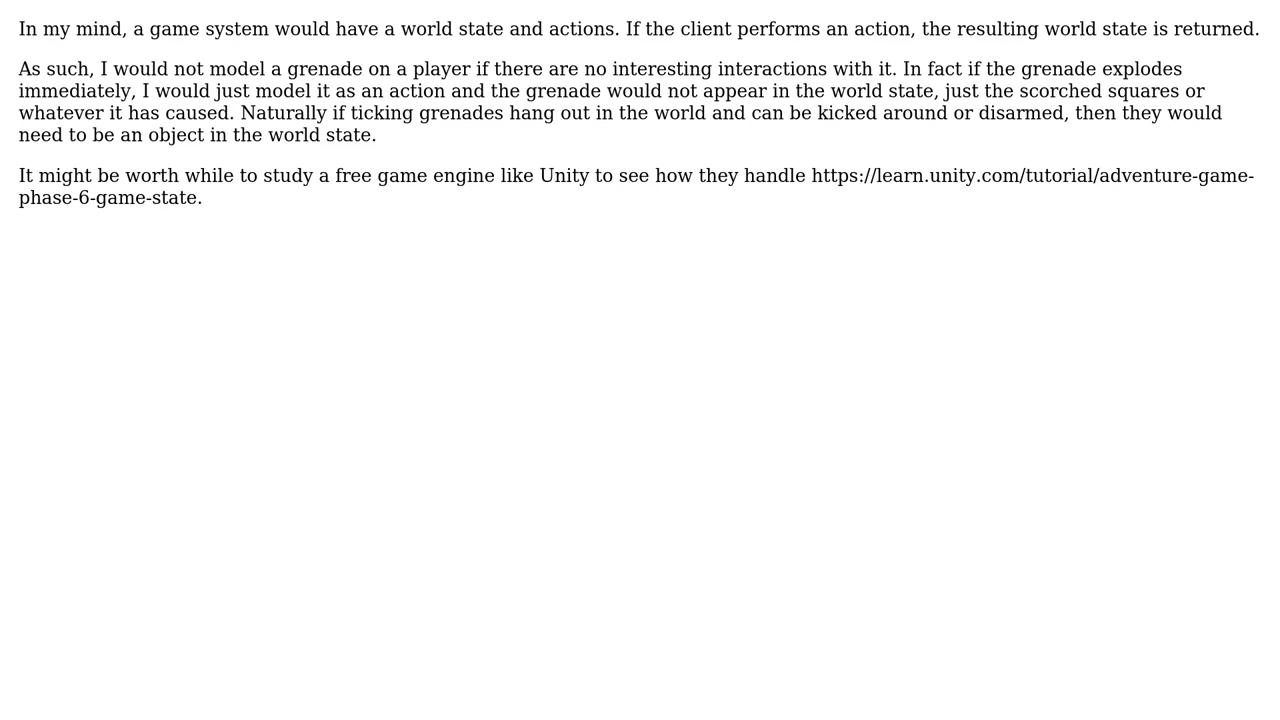 In my mind, a game system would have a world state and actions. If the client performs an action, the resulting world state is returned.
As such, I would not model a grenade on a player if there are no interesting interactions with it. In fact if the grenade explodes
immediately, I would just model it as an action and the grenade would not appear in the world state, just the scorched squares or
whatever it has caused. Naturally if ticking grenades hang out in the world and can be kicked around or disarmed, then they would
need to be an object in the world state.
It might be worth while to study a free game engine like Unity to see how they handle https://learn.unity.com/tutorial/adventure-game-
phase-6-game-state.